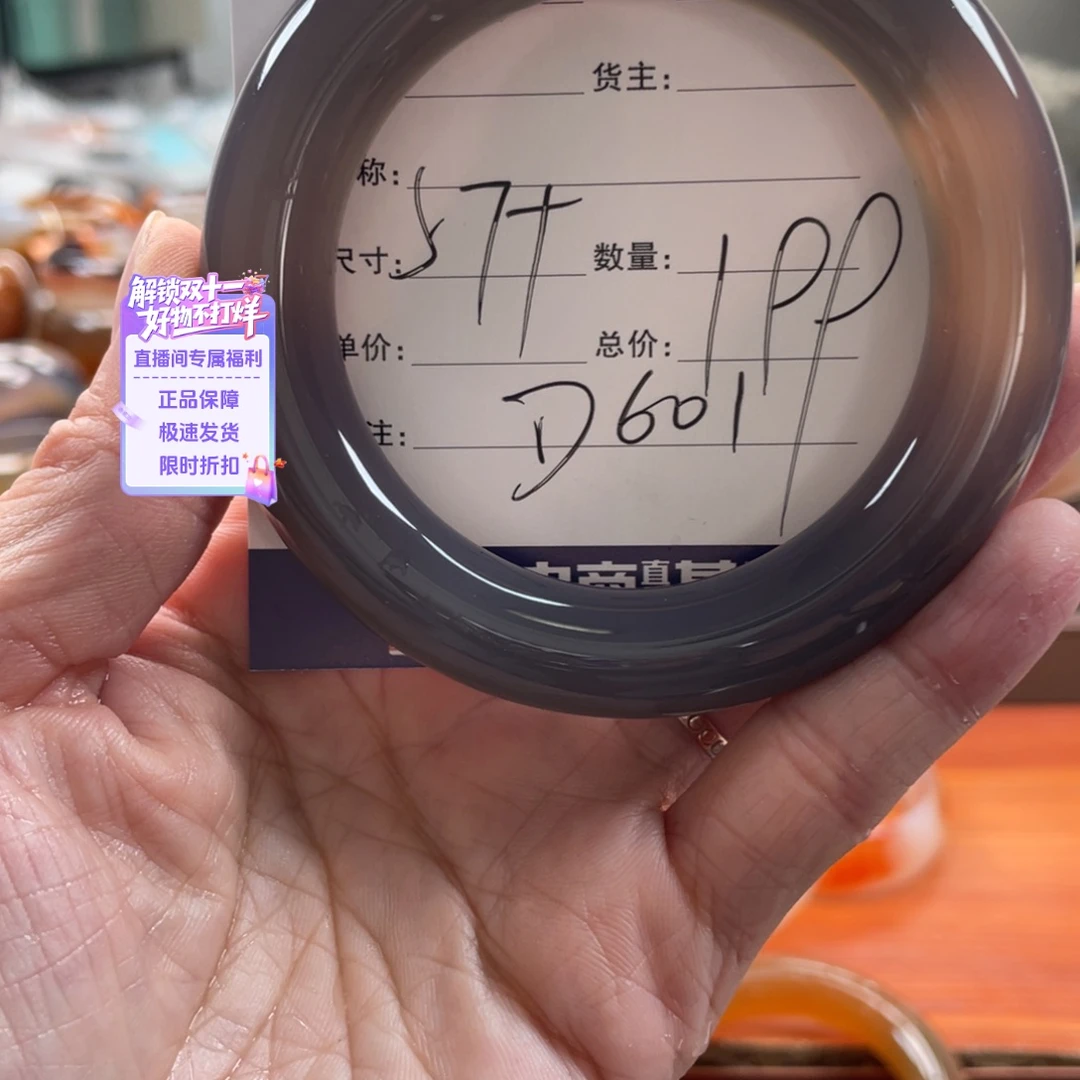 货主:
称:
57+
尺寸:
数量:
199
单价:
总价:
D601
注:
解锁双十一
好物不打烊
直播间专属福利
正品保障
极速发货
限时折扣